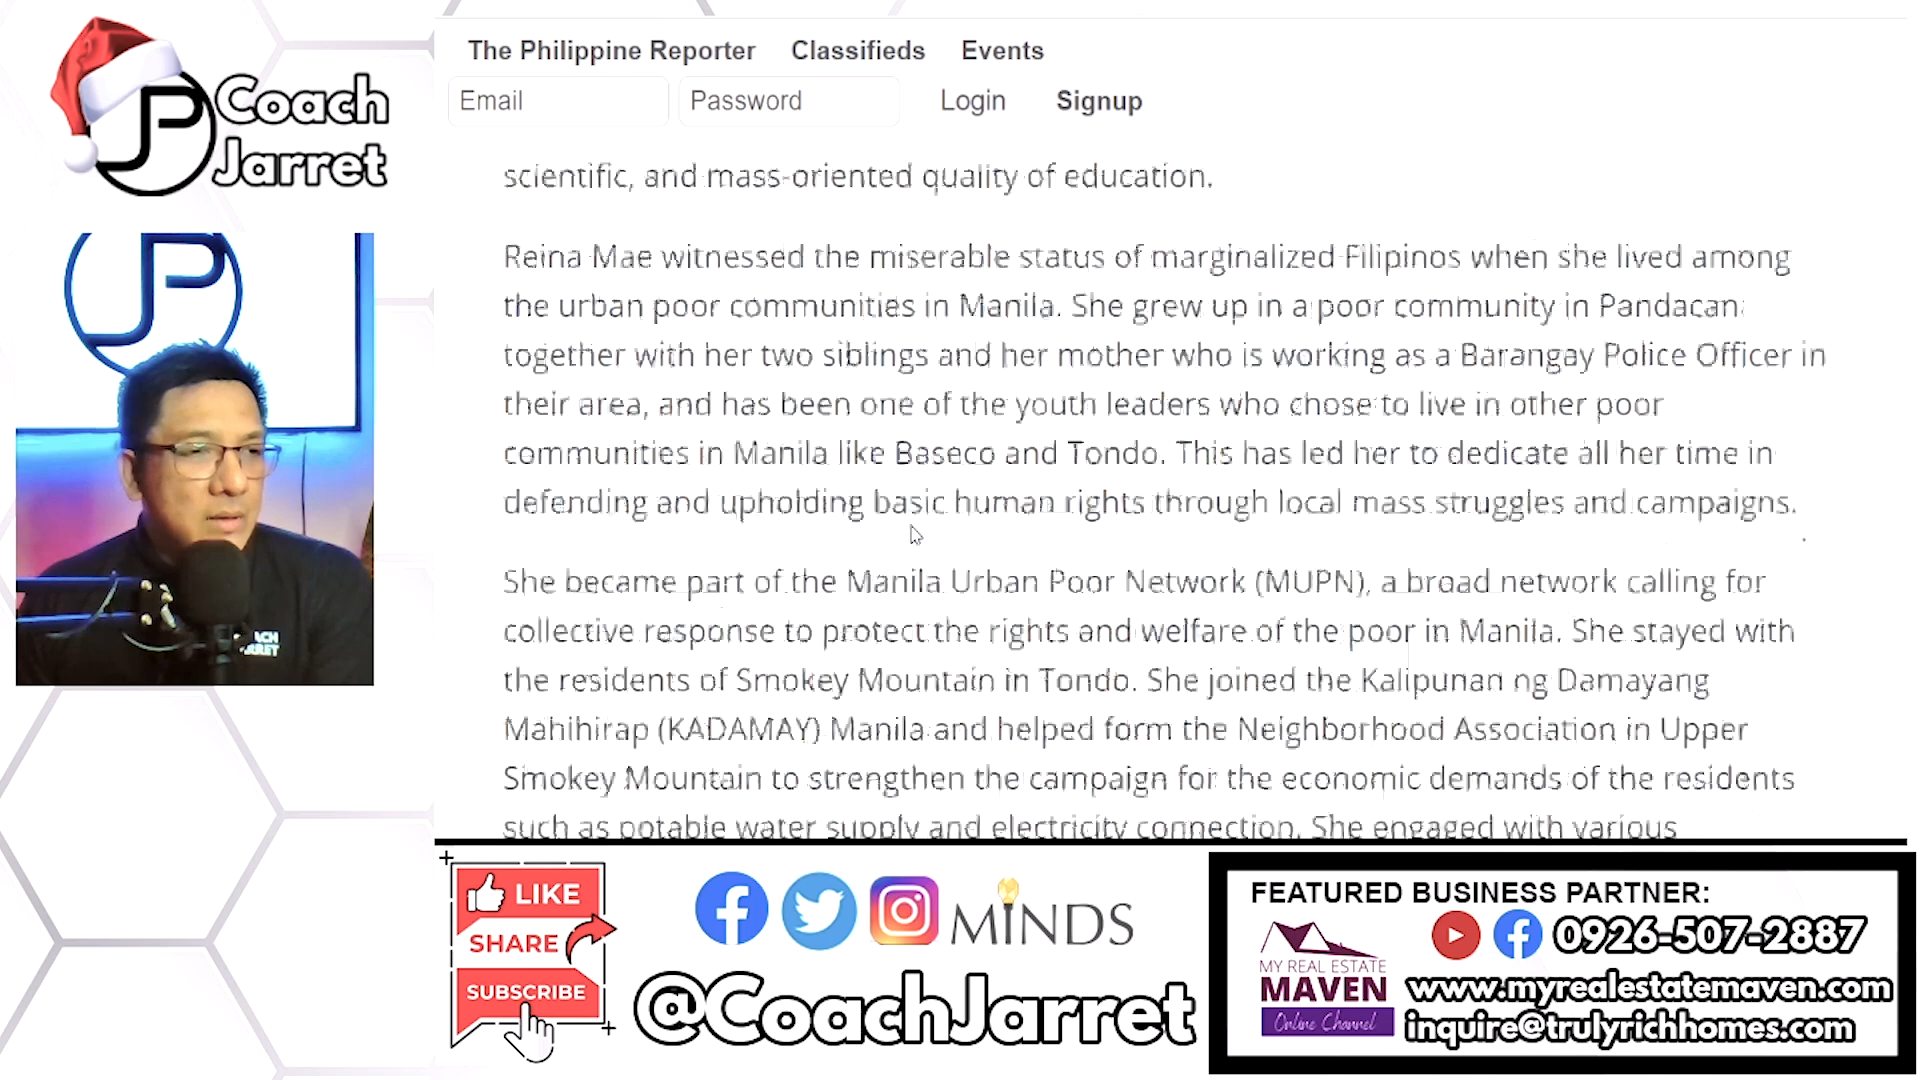 Coach
Jarret
The Philippine Reporter Classifieds Events
Email Password Login Signup
scientific, and mass-oriented quality of education.
Reina Mae witnessed the miserable status of marginalized Filipinos when she lived among
the urban poor communities in Manila. She grew up in a poor community in Pandacan
together with her two siblings and her mother who is working as a Barangay Police Officer in
their area, and has been one of the youth leaders who chose to live in other poor
communities in Manila like Baseco and Tondo. This has led her to dedicate all her time in
defending and upholding basic human rights through local mass struggles and campaigns.
She became part of the Manila Urban Poor Network (MUPN), a broad network calling for
collective response to protect the rights and welfare of the poor in Manila. She stayed with
the residents of Smokey Mountain in Tondo. She joined the Kalipunan ng Damayang
Mahihirap (KADAMAY) Manila and helped form the Neighborhood Association in Upper
Smokey Mountain to strengthen the campaign for the economic demands of the residents
such as potable water supply and electricity connection. She engaged with various
LIKE
SHARE
SUBSCRIBE
MINDS
@CoachJarret
FEATURED BUSINESS PARTNER:
0926-507-2887
MY REAL ESTATE
MAVEN
Online Channel
www.myrealestatemaven.com
inquire@trulyrichhomes.com